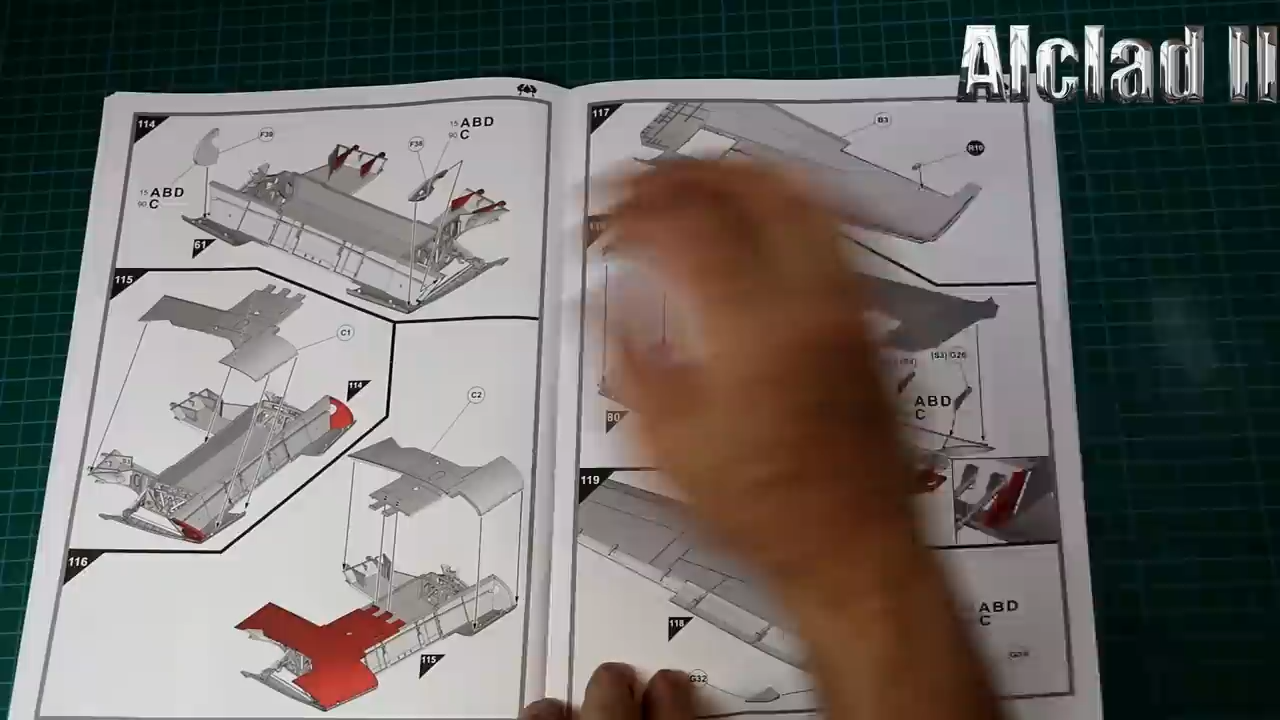 Alclad II
114
F39
15 ABD
90 C
F38
15 ABD
90 C
61
115
C1
114
C2
116
115
117
B3
R10
80
(S3) G26
ABD
C
119
118
G32
ABD
C